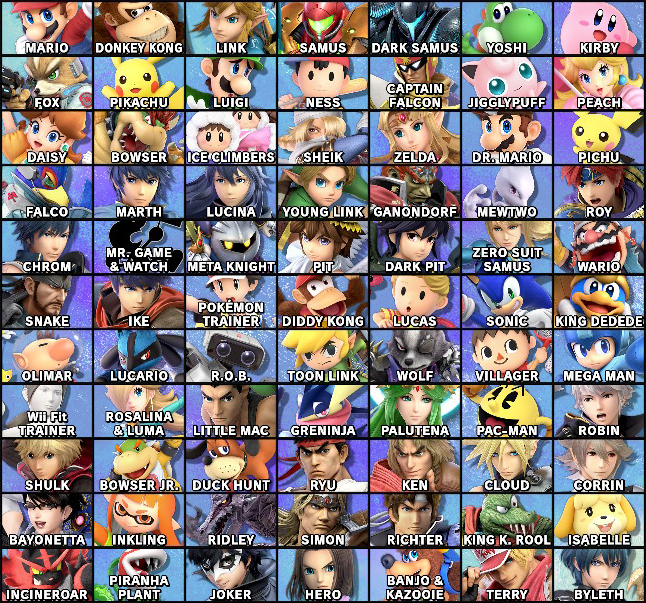 MARIO
DONKEY KONG
LINK
SAMUS
DARK SAMUS
YOSHI
KIRBY
FOX
PIKACHU
LUIGI
NESS
CAPTAIN
FALCON
JIGGLYPUFF
PEACH
DAISY
BOWSER
ICE CLIMBERS
SHEIK
ZELDA
DR. MARIO
PICHU
FALCO
MARTH
LUCINA
YOUNG LINK
GANONDORF
MEWTWO
ROY
CHROM
MR. GAME
& WATCH
META KNIGHT
PIT
DARK PIT
ZERO SUIT
SAMUS
WARIO
SNAKE
IKE
POKÉMON
TRAINER
DIDDY KONG
LUCAS
SONIC
KING DEDEDE
OLIMAR
LUCARIO
R.O.B.
TOON LINK
WOLF
VILLAGER
MEGA MAN
Wii Fit
TRAINER
ROSALINA
& LUMA
LITTLE MAC
GRENINJA
PALUTENA
PAC-MAN
ROBIN
SHULK
BOWSER JR.
DUCK HUNT
RYU
KEN
CLOUD
CORRIN
BAYONETTA
INKLING
RIDLEY
SIMON
RICHTER
KING K. ROOL
ISABELLE
INCINEROAR
PIRANHA
PLANT
JOKER
HERO
BANJO &
KAZOOIE
TERRY
BYLETH